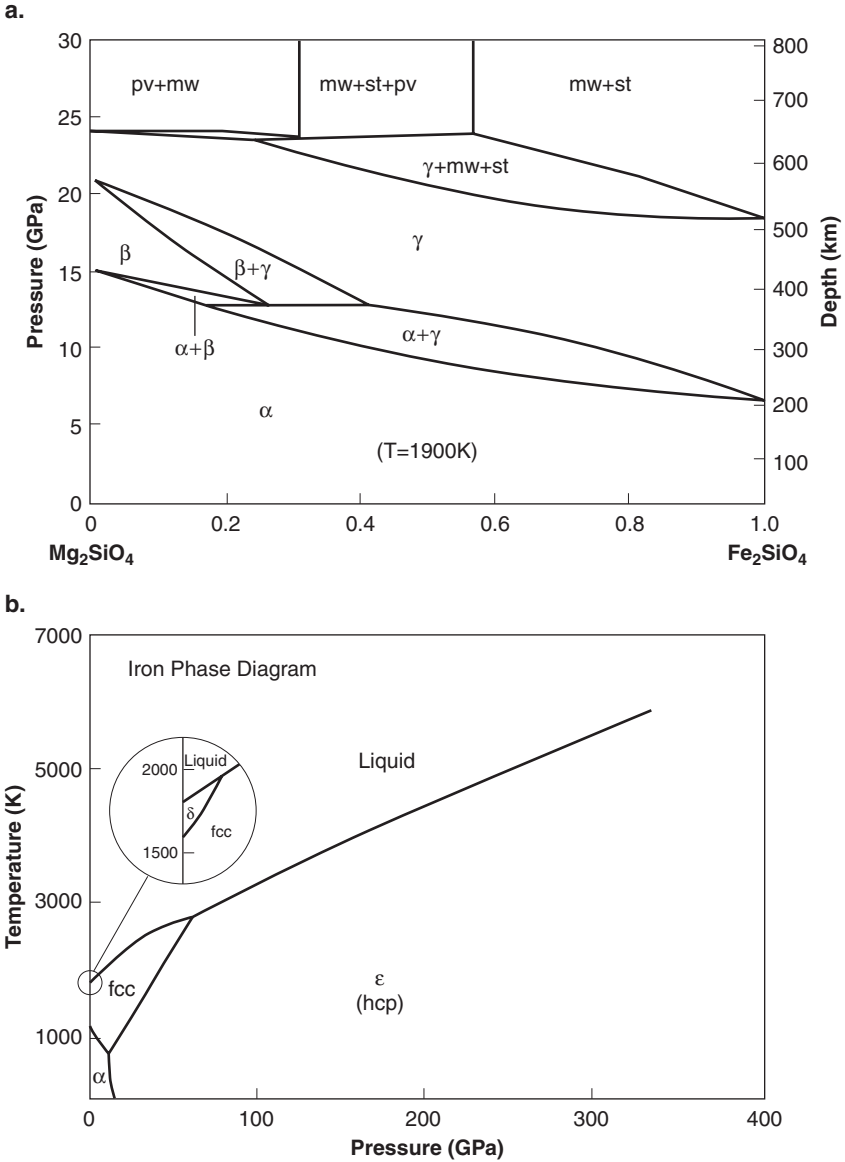 a.
30
25
20
15
10
5
0
Pressure (GPa)
800
700
600
500
400
300
200
100
Depth (km)
pv+mw
mw+st+pv
mw+st
γ+mw+st
γ
β
β+γ
α+β
α+γ
α
(T=1900K)
0
0.2
0.4
0.6
0.8
1.0
Mg₂SiO₄
Fe₂SiO₄
b.
7000
5000
3000
1000
Temperature (K)
Iron Phase Diagram
Liquid
2000
δ
fcc
1500
Liquid
fcc
ε
(hcp)
α
0
100
200
300
400
Pressure (GPa)